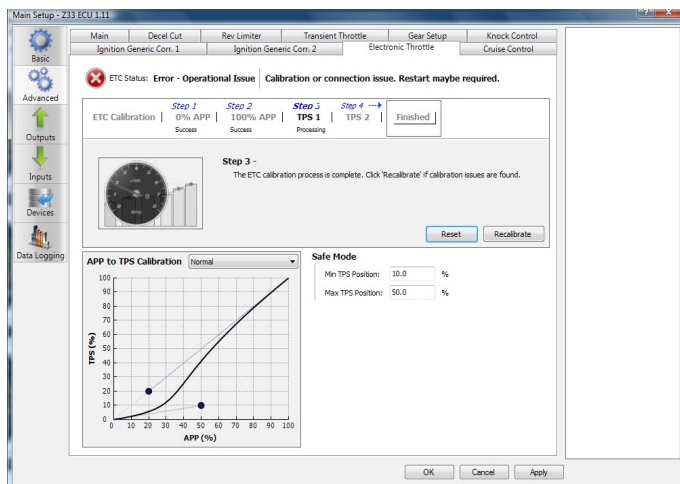 Main Setup - Z33 ECU 1.11
Main Decel Cut Rev Limiter Transient Throttle Gear Setup Knock Control
Ignition Generic Corr. 1 Ignition Generic Corr. 2 Electronic Throttle Cruise Control
Basic
Advanced
Outputs
Inputs
Devices
Data Logging
ETC Status: Error - Operational Issue Calibration or connection issue. Restart maybe required.
Step 1 Step 2 Step 3 Step 4
ETC Calibration 0% APP 100% APP TPS 1 TPS 2 Finished
Success Success Processing
Step 3 -
The ETC calibration process is complete. Click 'Recalibrate' if calibration issues are found.
Reset Recalibrate
APP to TPS Calibration Normal
TPS (%)
100
90
80
70
60
50
40
30
20
10
0
0 10 20 30 40 50 60 70 80 90 100
APP (%)
Safe Mode
Min TPS Position: 10.0 %
Max TPS Position: 50.0 %
OK Cancel Apply